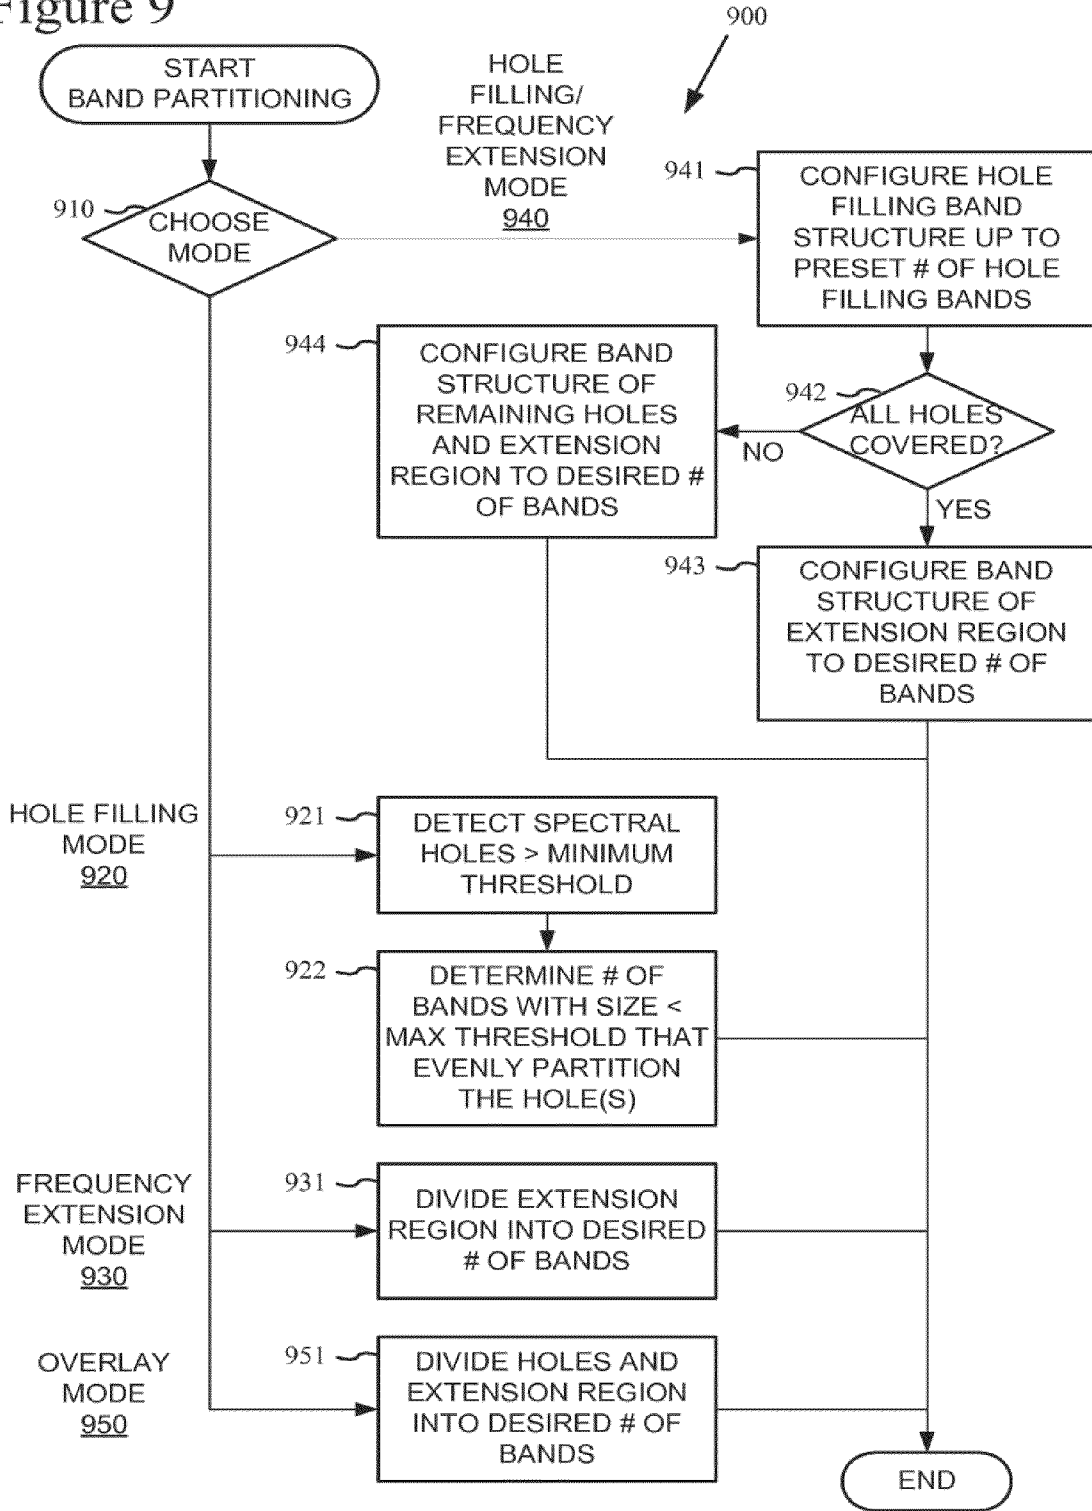 Figure 9
900
START
BAND PARTITIONING
HOLE
FILLING/
FREQUENCY
EXTENSION
MODE
940
910
CHOOSE
MODE
941
CONFIGURE HOLE
FILLING BAND
STRUCTURE UP TO
PRESET # OF HOLE
FILLING BANDS
944
CONFIGURE BAND
STRUCTURE OF
REMAINING HOLES
AND EXTENSION
REGION TO DESIRED #
OF BANDS
942
ALL HOLES
COVERED?
NO
YES
943
CONFIGURE BAND
STRUCTURE OF
EXTENSION REGION
TO DESIRED # OF
BANDS
HOLE FILLING
MODE
920
921
DETECT SPECTRAL
HOLES > MINIMUM
THRESHOLD
922
DETERMINE # OF
BANDS WITH SIZE <
MAX THRESHOLD THAT
EVENLY PARTITION
THE HOLE(S)
FREQUENCY
EXTENSION
MODE
930
931
DIVIDE EXTENSION
REGION INTO DESIRED
# OF BANDS
OVERLAY
MODE
950
951
DIVIDE HOLES AND
EXTENSION REGION
INTO DESIRED # OF
BANDS
END